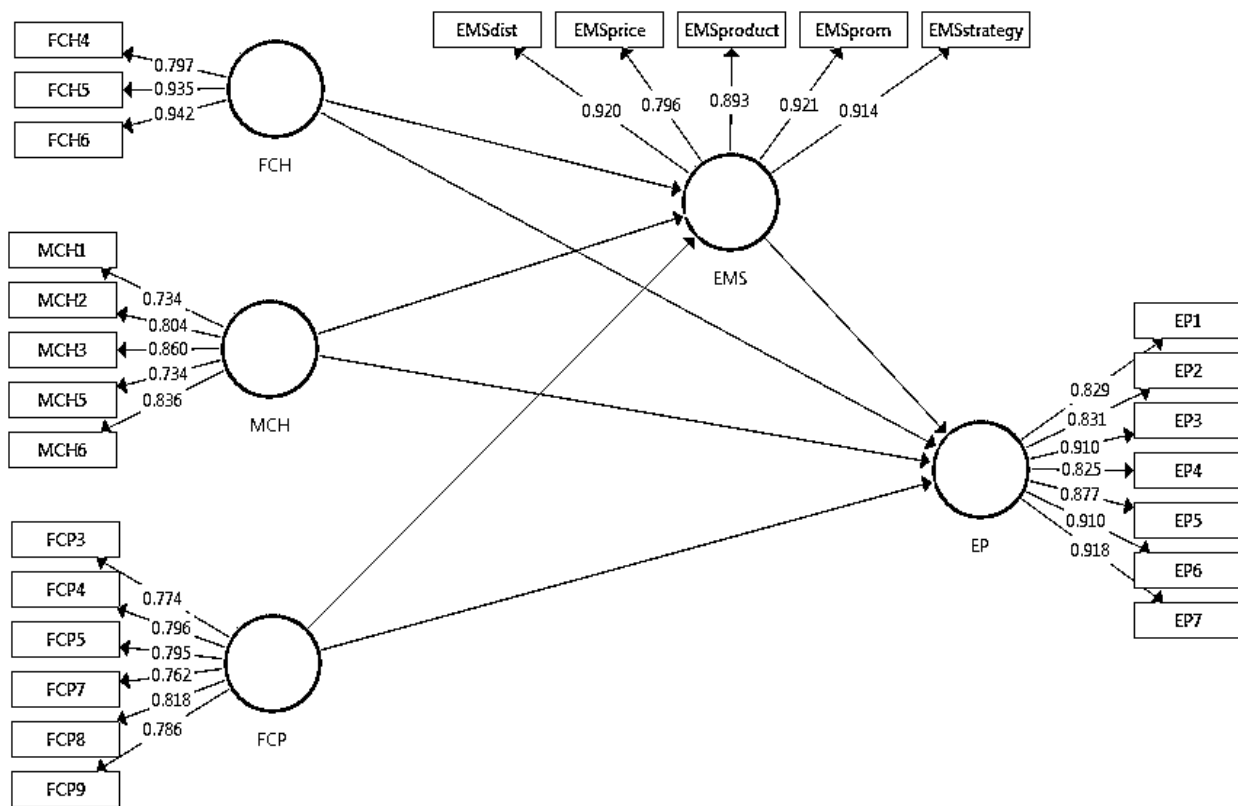 FCH4
FCH5
FCH6
0.797
0.935
0.942
FCH
EMSdist
EMSprice
EMSproduct
EMSprom
EMSstrategy
0.920
0.796
0.893
0.921
0.914
EMS
MCH1
MCH2
MCH3
MCH5
MCH6
0.734
0.804
0.860
0.734
0.836
MCH
EP1
EP2
EP3
EP4
EP5
EP6
EP7
0.829
0.831
0.910
0.825
0.877
0.910
0.918
EP
FCP3
FCP4
FCP5
FCP7
FCP8
FCP9
0.774
0.796
0.795
0.762
0.818
0.786
FCP